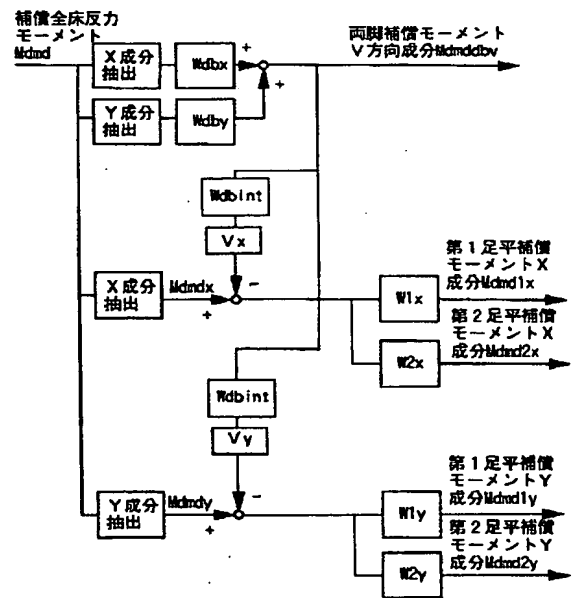 補償全床反力
モーメント
Mdmd
両脚補償モーメント
V方向成分Mdmddbv
X成分
抽出
Wdbx
+
+
Y成分
抽出
Wdby
Wdbint
Vx
X成分
抽出
Mdmdx
+
-
第1足平補償
モーメントX
成分Mdmd1x
W1x
第2足平補償
モーメントX
成分Mdmd2x
W2x
Wdbint
Vy
Y成分
抽出
Mdmdy
+
-
第1足平補償
モーメントY
成分Mdmd1y
W1y
第2足平補償
モーメントY
成分Mdmd2y
W2y